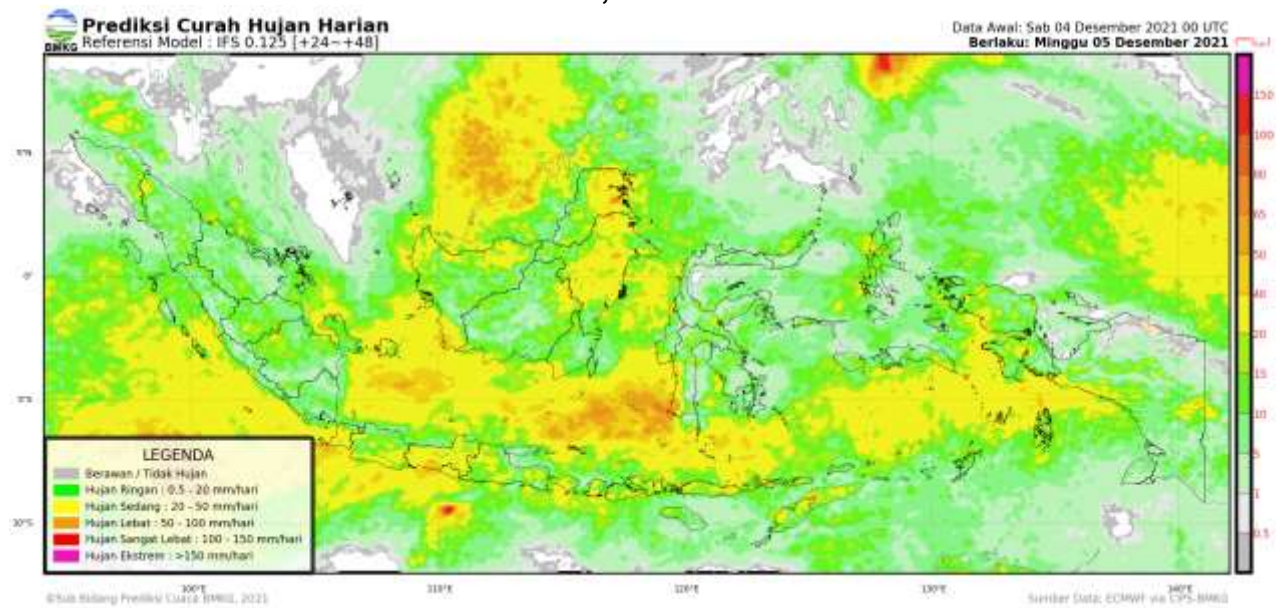 Prediksi Curah Hujan Harian
Referensi Model : IFS 0.125 [+24~+48]
BMKG
Data Awal: Sab 04 Desember 2021 00 UTC
Berlaku: Minggu 05 Desember 2021
150
100
65
40
20
15
10
5
1
0.5
5°N
0°
5°S
10°S
LEGENDA
Berawan / Tidak Hujan
Hujan Ringan : 0.5 - 20 mm/hari
Hujan Sedang : 20 - 50 mm/hari
Hujan Lebat : 50 - 100 mm/hari
Hujan Sangat Lebat : 100 - 150 mm/hari
Hujan Ekstrem : >150 mm/hari
100°E
110°E
120°E
130°E
140°E
©Sub Bidang Prediksi Cuaca BMKG, 2021
Sumber Data: ECMWF via CIPS-BMKG